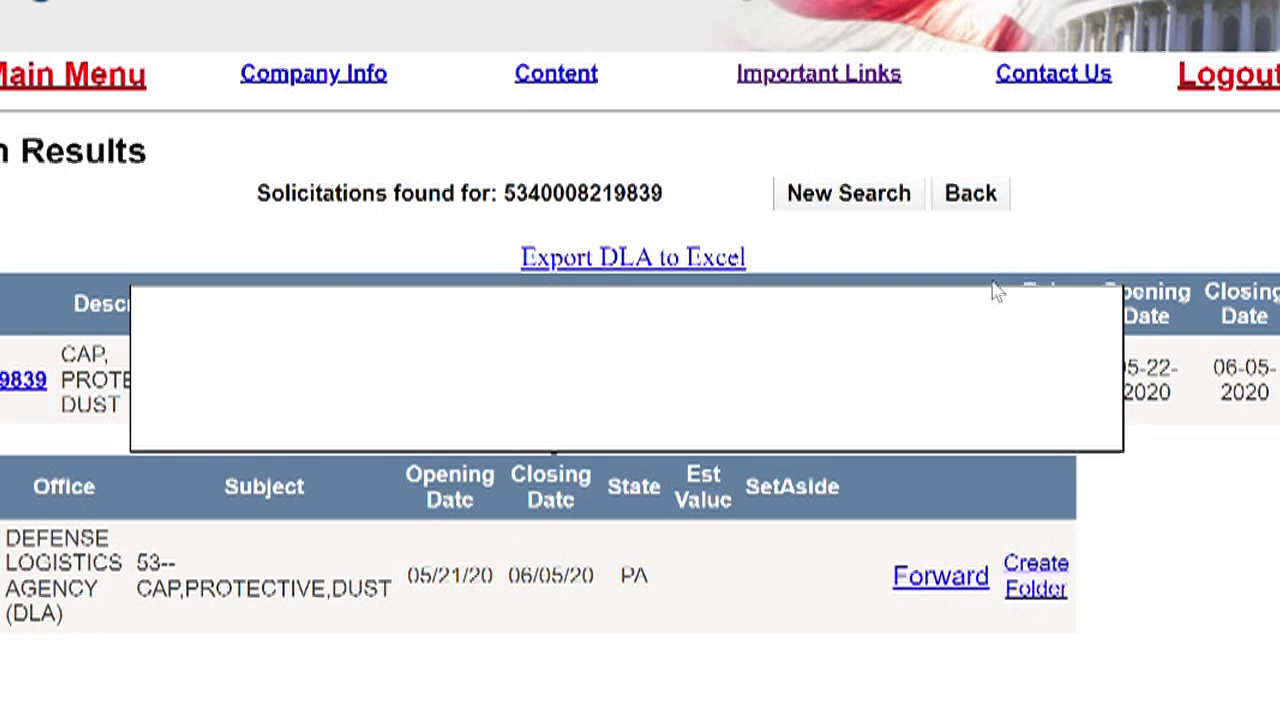 Main Menu Company Info Content Important Links Contact Us Logout
n Results
Solicitations found for: 5340008219839 New Search Back
Export DLA to Excel
Descr
Opening Date
Closing Date
9839
CAP,
PROTE
DUST
05-22-
2020
06-05-
2020
Office
Subject
Opening
Date
Closing
Date
State
Est
Value
SetAside
DEFENSE
LOGISTICS
AGENCY
(DLA)
53--
CAP,PROTECTIVE,DUST
05/21/20
06/05/20
PA
Forward
Create
Folder